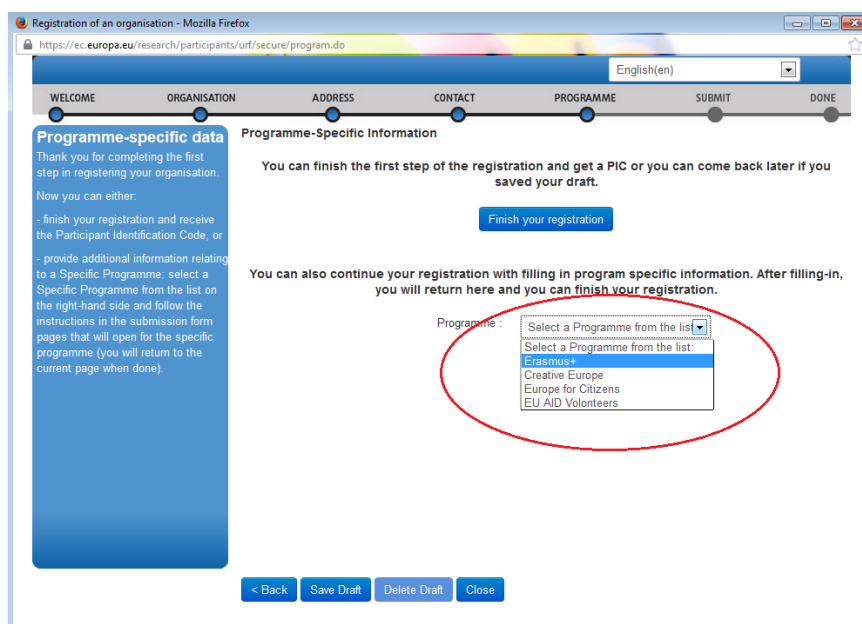 Registration of an organisation - Mozilla Firefox
https://ec.europa.eu/research/participants/urf/secure/program.do
English(en)
WELCOME ORGANISATION ADDRESS CONTACT PROGRAMME SUBMIT DONE
Programme-specific data
Thank you for completing the first
step in registering your organisation.
Now you can either:
- finish your registration and receive
the Participant Identification Code, or
- provide additional information relating
to a Specific Programme: select a
Specific Programme from the list on
the right-hand side and follow the
instructions in the submission form
pages that will open for the specific
programme (you will return to the
current page when done).
Programme-Specific Information
You can finish the first step of the registration and get a PIC or you can come back later if you
saved your draft.
Finish your registration
You can also continue your registration with filling in program specific information. After filling-in,
you will return here and you can finish your registration.
Programme :
Select a Programme from the list
Select a Programme from the list:
Erasmus+
Creative Europe
Europe for Citizens
EU AID Volunteers
< Back Save Draft Delete Draft Close